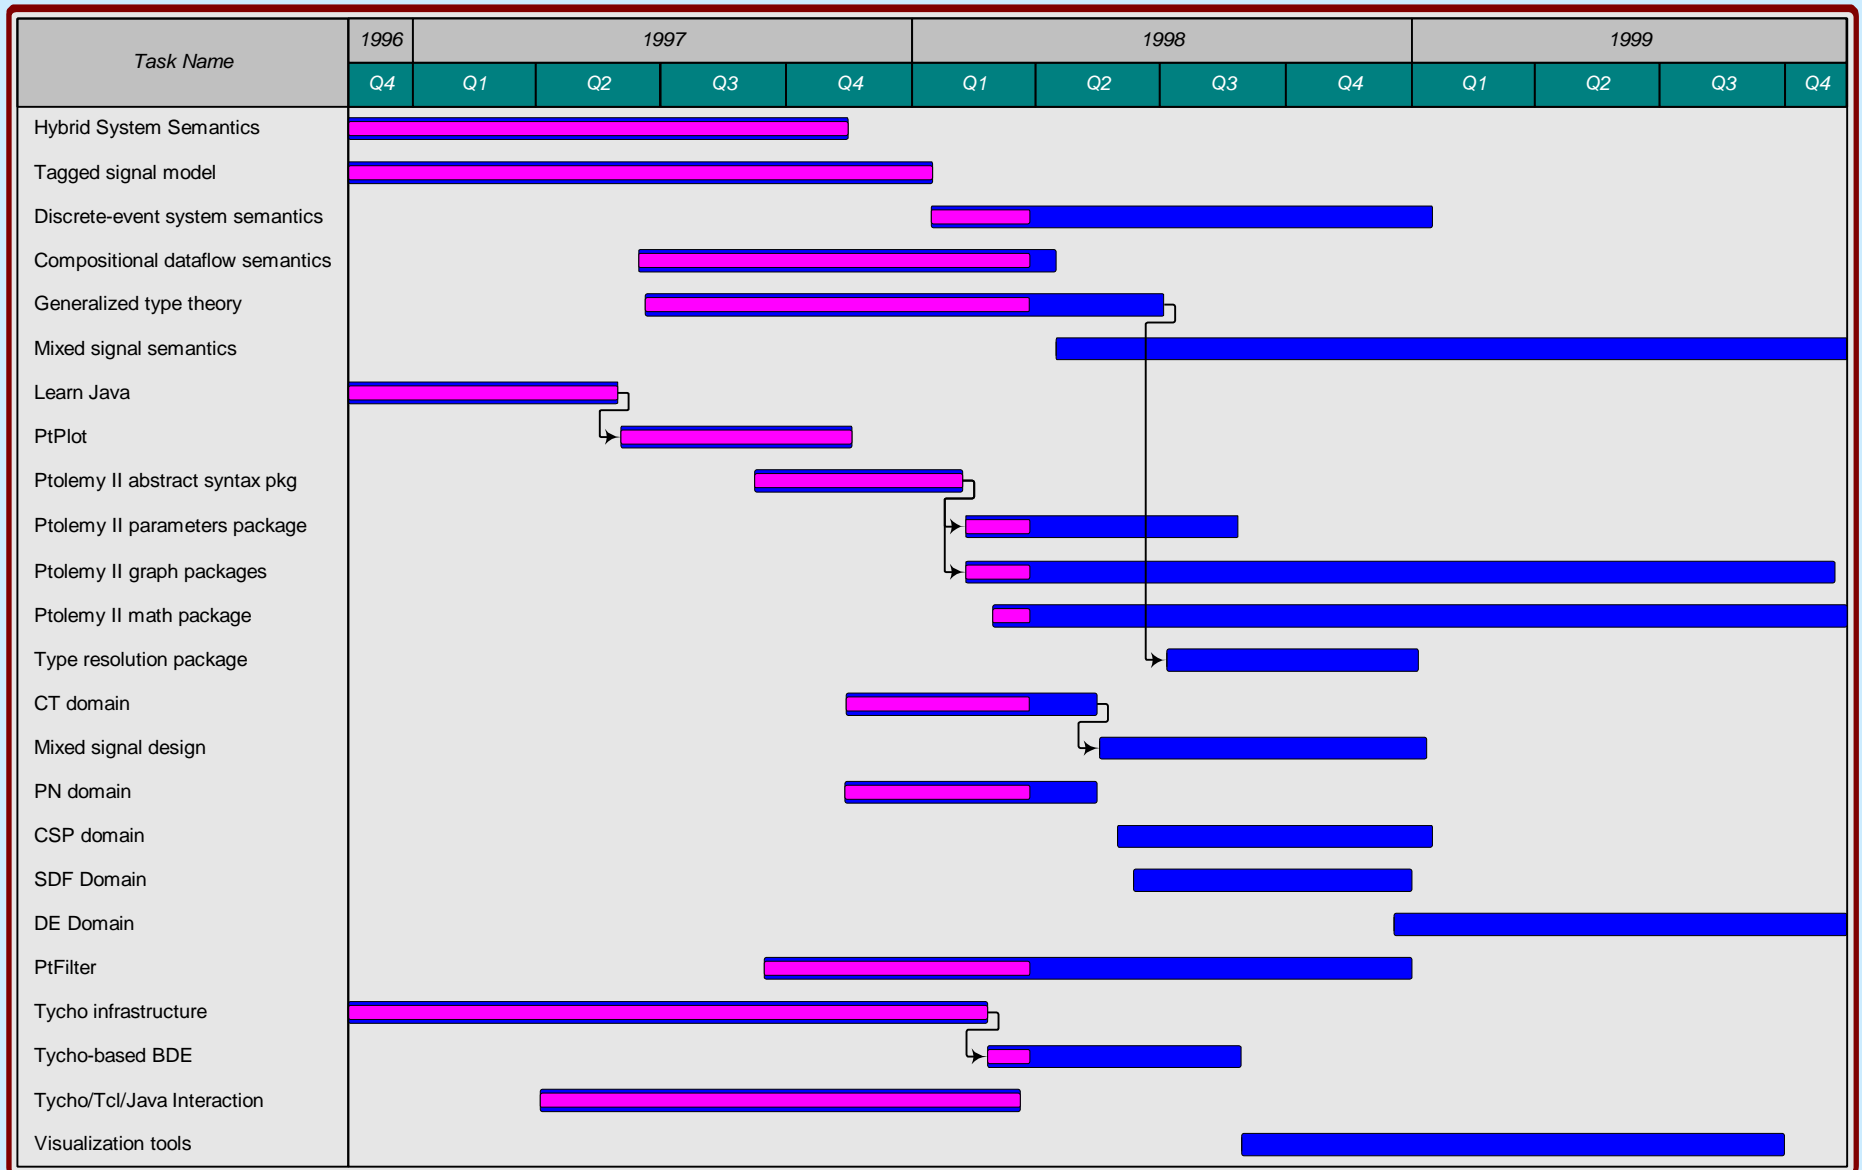 Task Name
1996 1997 1998 1999
Q4 Q1 Q2 Q3 Q4 Q1 Q2 Q3 Q4 Q1 Q2 Q3 Q4
Hybrid System Semantics
Tagged signal model
Discrete-event system semantics
Compositional dataflow semantics
Generalized type theory
Mixed signal semantics
Learn Java
PtPlot
Ptolemy II abstract syntax pkg
Ptolemy II parameters package
Ptolemy II graph packages
Ptolemy II math package
Type resolution package
CT domain
Mixed signal design
PN domain
CSP domain
SDF Domain
DE Domain
PtFilter
Tycho infrastructure
Tycho-based BDE
Tycho/Tcl/Java Interaction
Visualization tools